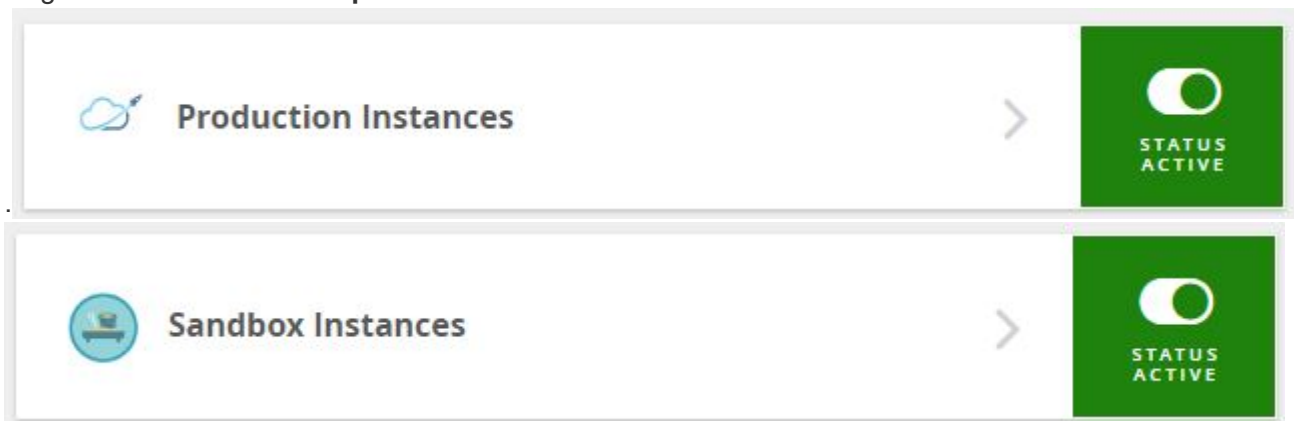 Production Instances
STATUS
ACTIVE
.
Sandbox Instances
STATUS
ACTIVE